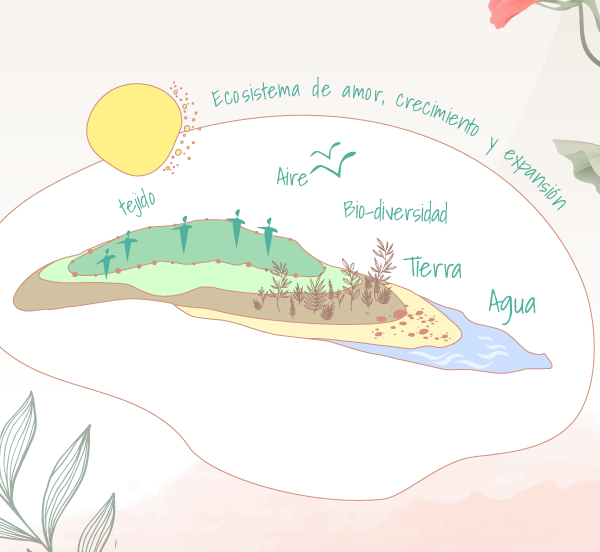 Ecosistema de amor, crecimiento y expansión
Aire
tejido
Bio-diversidad
Tierra
Agua